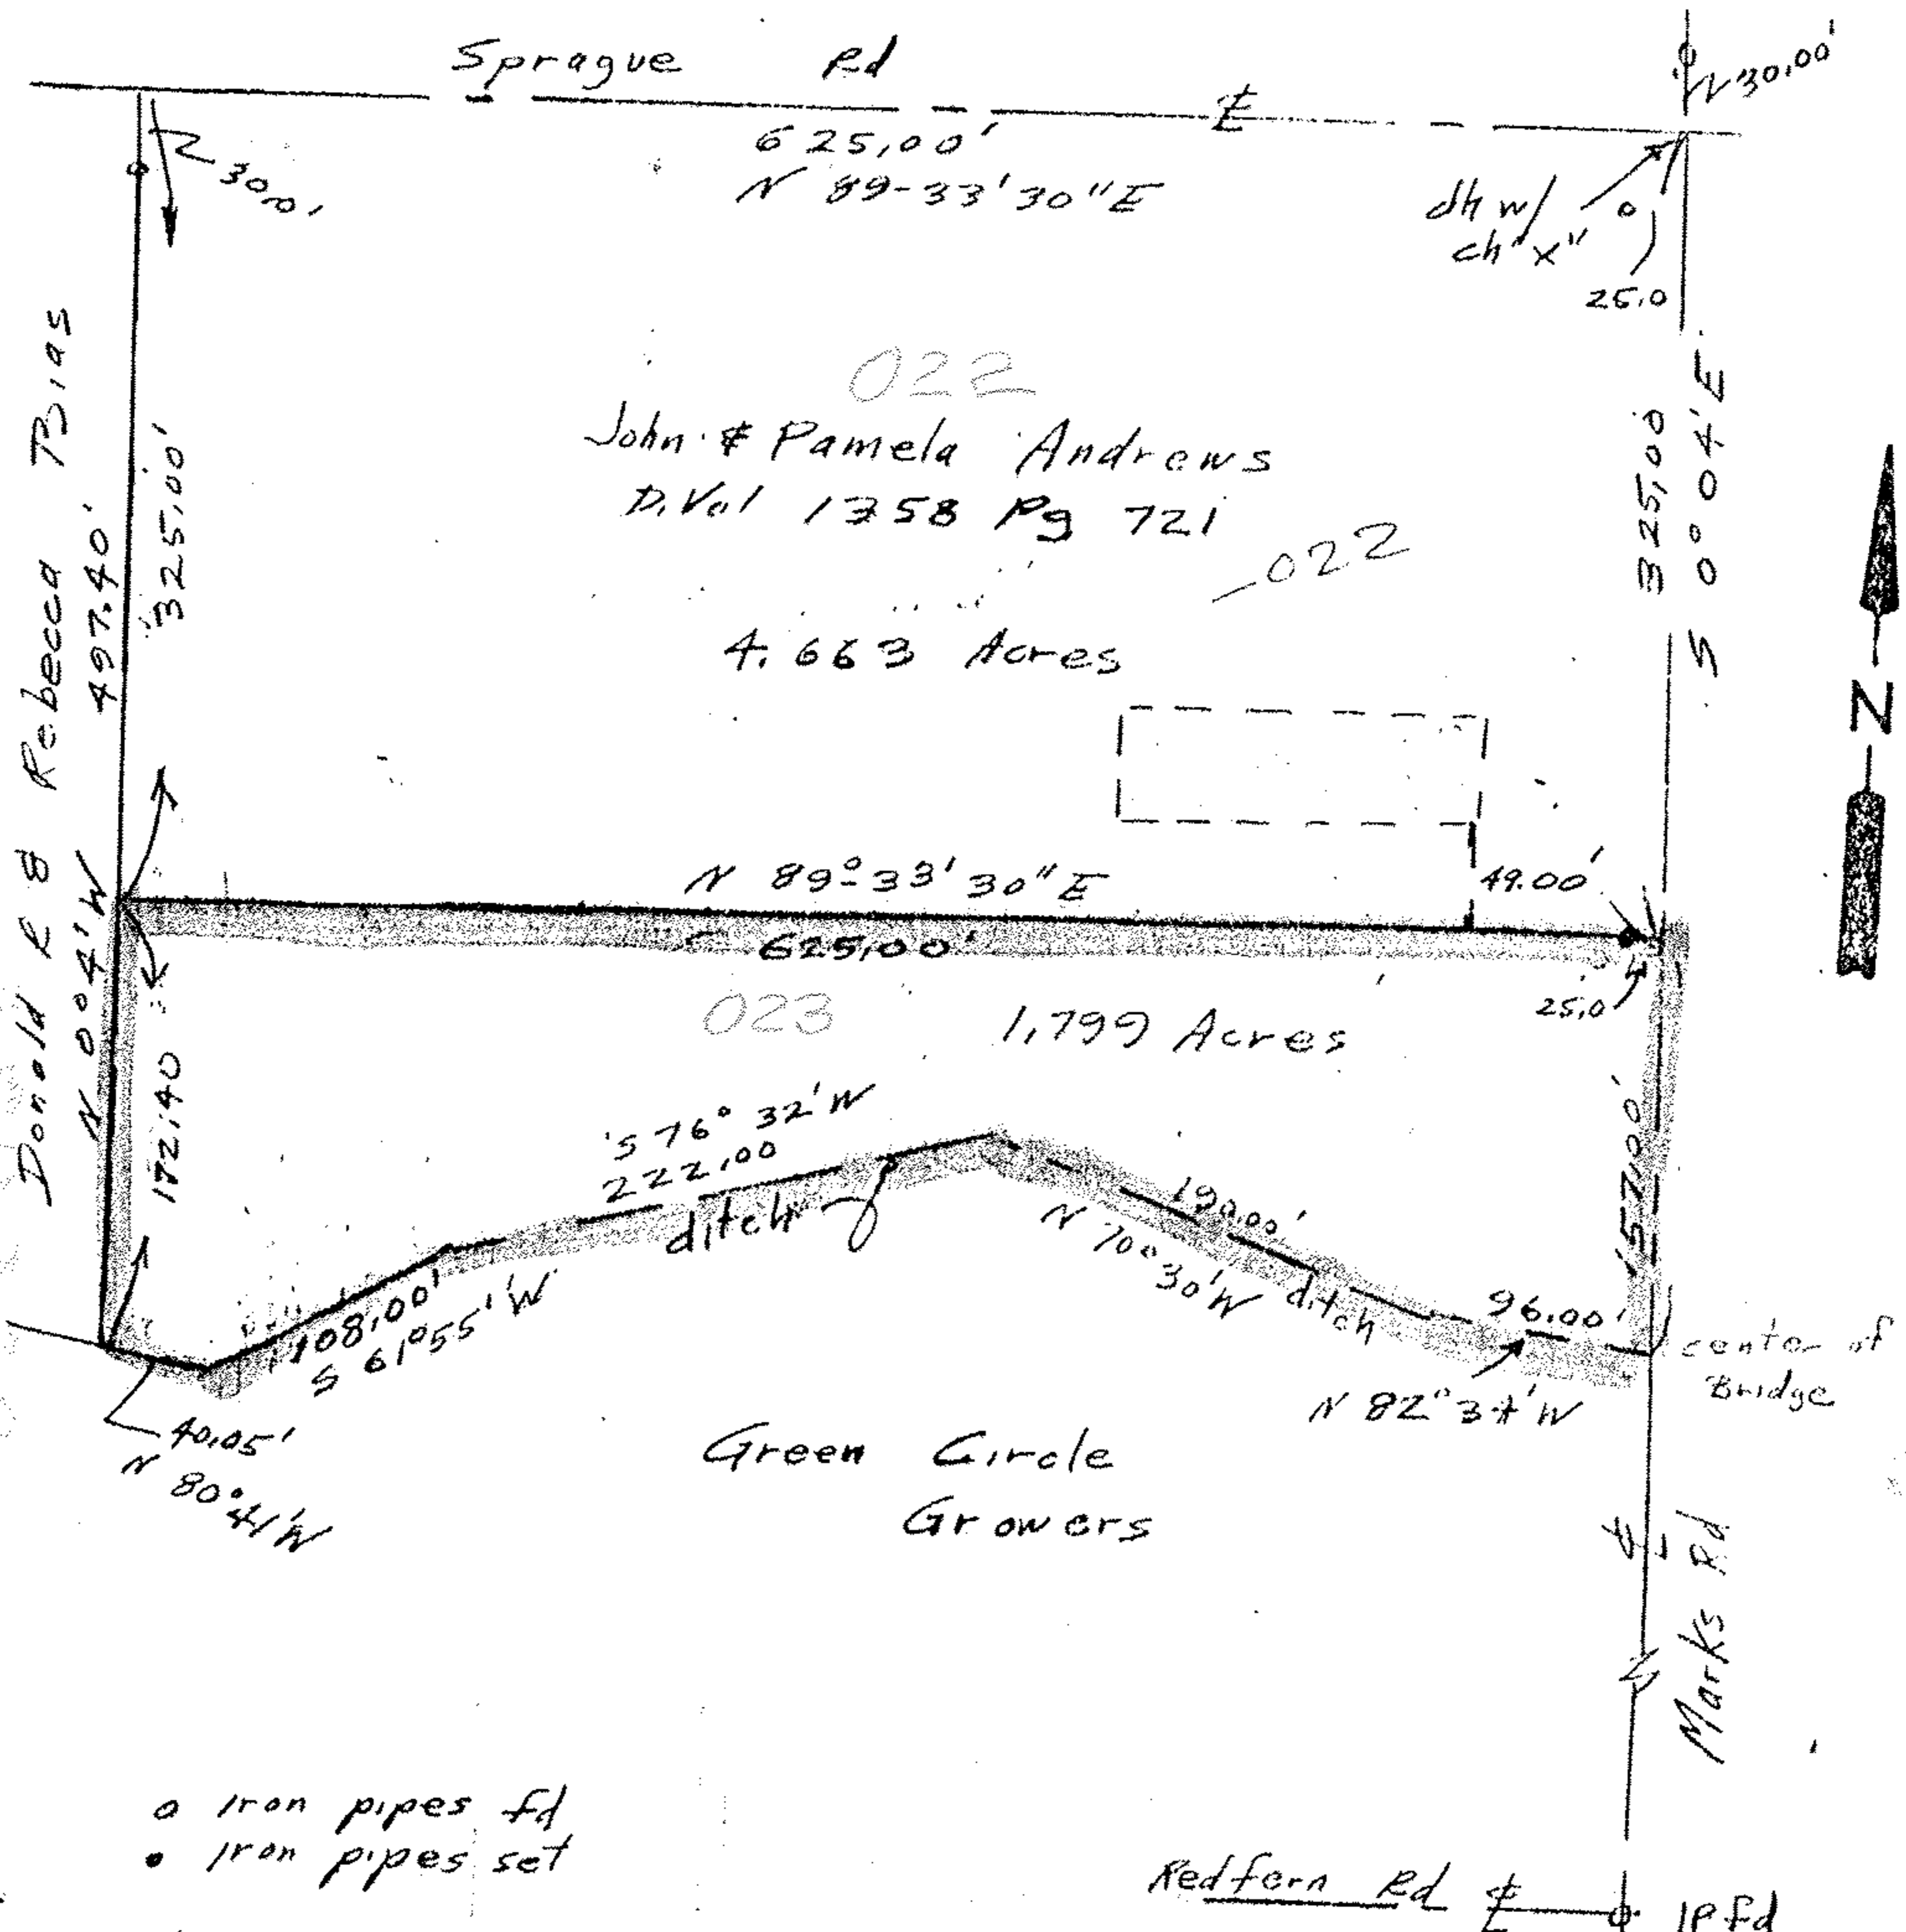 Sprague Rd
℄
30.00'
625.00'
N 89-33'30"E
30.0'
dh w/
ch "x"
25.0
022
John & Pamela Andrews
D.Vol 1358 Pg 721
022
4.663 Acres
Donald R & Rebecca Bias
497.40'
N 0°4'W
325.00'
325.00
S 0°04'E
N
N 89°-33'30"E
49.00'
625.00'
25.0
023
1.799 Acres
172.40
157.00'
S 76° 32'W
222.00
ditch
190.00'
N 70°30'W
ditch
96.00'
N 82°34'W
center of
Bridge
108.00'
S 61°55'W
40.05'
N 80°41'W
Green Circle
Growers
℄
Marks Rd
o Iron pipes fd
• Iron pipes set
Redfern Rd ℄
IP fd